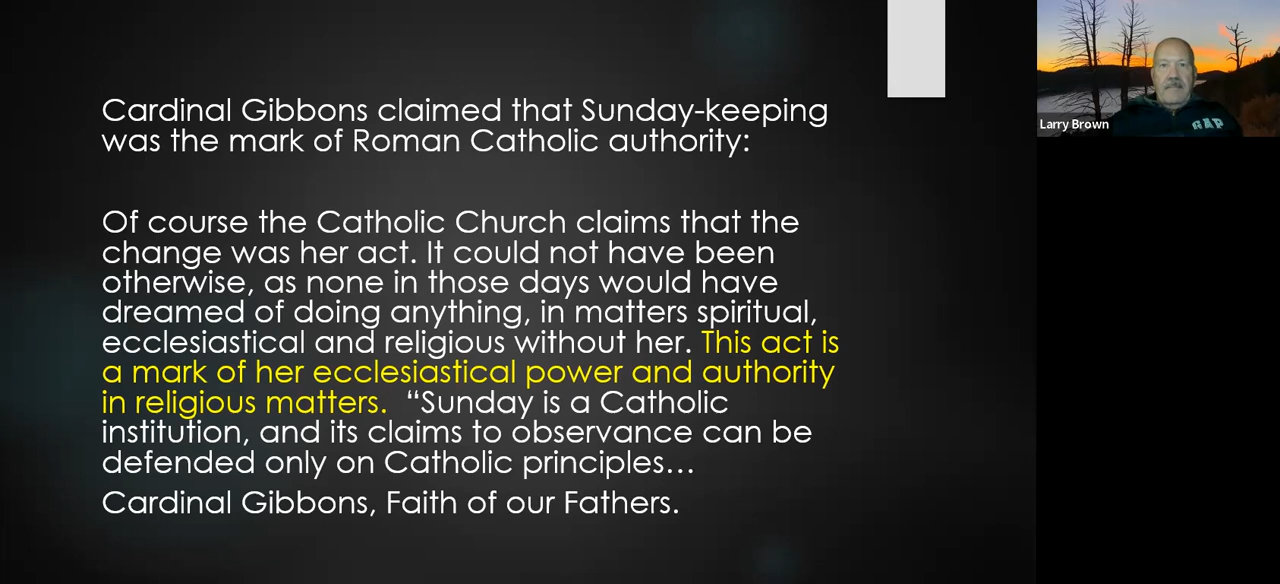 Cardinal Gibbons claimed that Sunday-keeping
was the mark of Roman Catholic authority:
Of course the Catholic Church claims that the
change was her act. It could not have been
otherwise, as none in those days would have
dreamed of doing anything, in matters spiritual,
ecclesiastical and religious without her. This act is
a mark of her ecclesiastical power and authority
in religious matters.  “Sunday is a Catholic
institution, and its claims to observance can be
defended only on Catholic principles…
Cardinal Gibbons, Faith of our Fathers.
Larry Brown
GAP